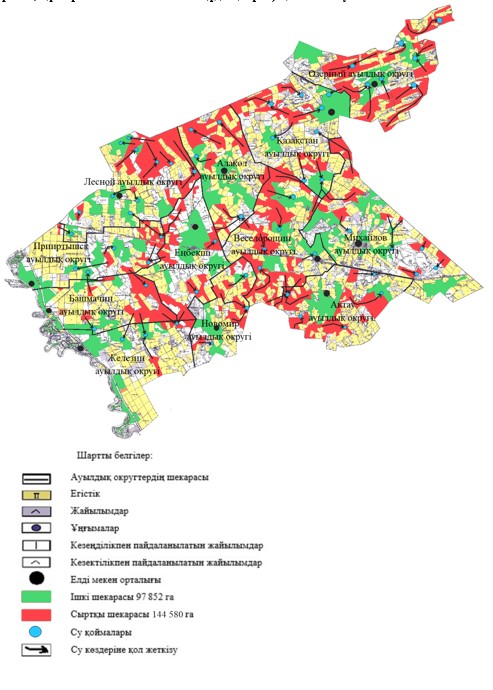 Озерный ауылдық округі
Қазақстан
ауылдық округі
Алакөл
ауылдық округі
Лесной ауылдық округі
Прииртышск
ауылдық округі
Еңбекші
ауылдық округі
Веселорощин
ауылдық округі
Михайлов
ауылдық округі
Башмачин
ауылдық округі
Ақтау
ауылдық округі
Новомир
ауылдық округі
Железин
ауылдық округі
Шартты белгілер:
Ауылдық округтердің шекарасы
Егістік
Жайылымдар
Ұңғымалар
Кезеңділікпен пайдаланылатын жайылымдар
Кезектілікпен пайдаланылатын жайылымдар
Елді мекен орталығы
Ішкі шекарасы 97 852 га
Сыртқы шекарасы 144 580 га
Су қоймалары
Су көздеріне қол жеткізу